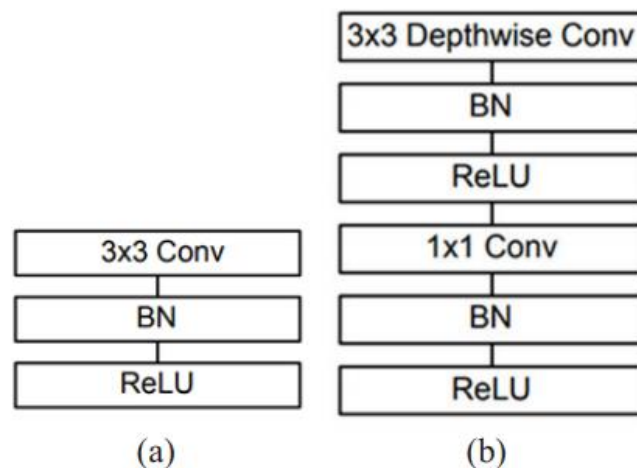 3x3 Conv
BN
ReLU
(a)
3x3 Depthwise Conv
BN
ReLU
1x1 Conv
BN
ReLU
(b)